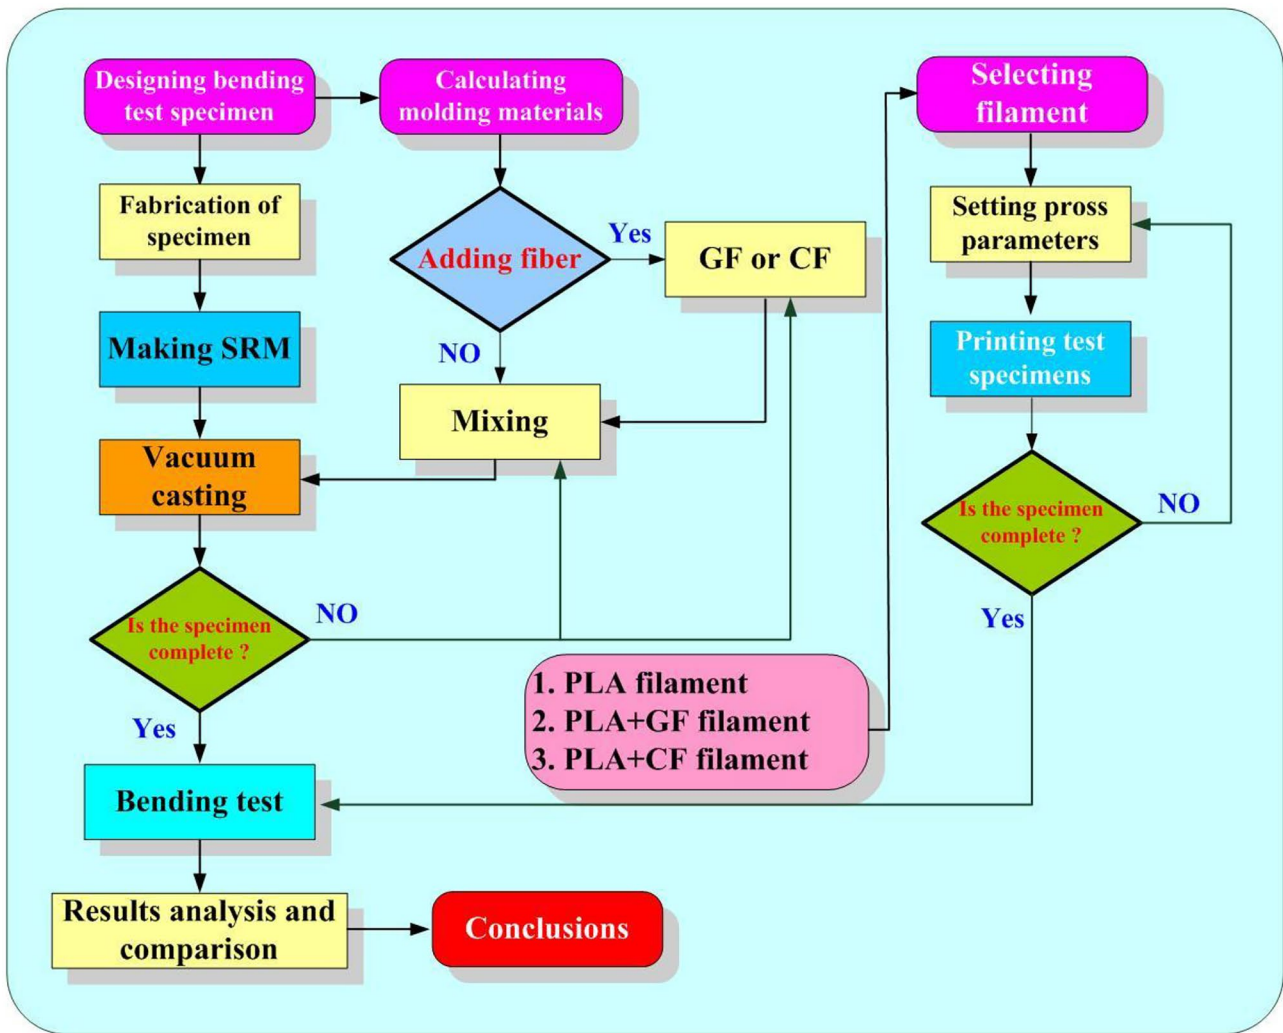 Designing bending
test specimen
Calculating
molding materials
Selecting
filament
Fabrication of
specimen
Adding fiber
Yes
GF or CF
Setting pross
parameters
Making SRM
NO
Printing test
specimens
Mixing
Vacuum
casting
Is the specimen
complete ?
NO
Is the specimen
complete ?
NO
Yes
Yes
1. PLA filament
2. PLA+GF filament
3. PLA+CF filament
Bending test
Results analysis and
comparison
Conclusions